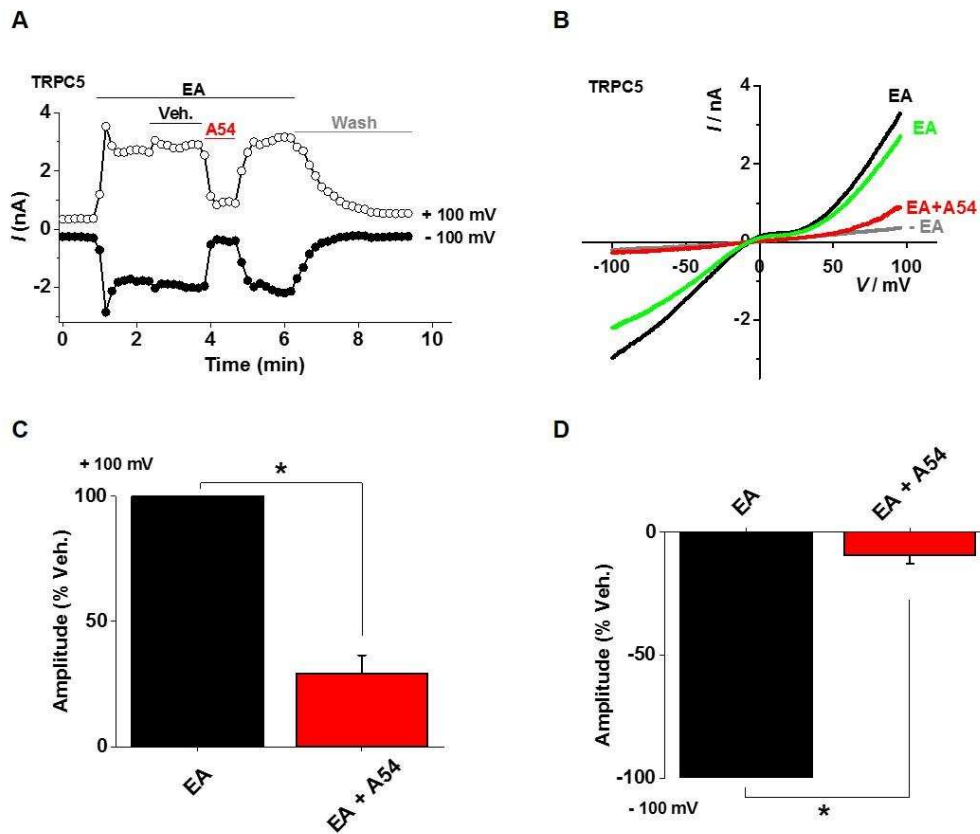 A
TRPC5
EA
Veh.
A54
Wash
4
2
0
-2
I (nA)
+ 100 mV
- 100 mV
0 2 4 6 8 10
Time (min)
B
TRPC5
I / nA
EA
EA
EA+A54
- EA
4
2
-2
-100 -50 0 50 100
V / mV
C
+ 100 mV
*
100
50
0
Amplitude (% Veh.)
EA
EA + A54
D
EA
EA + A54
0
-50
-100
Amplitude (% Veh.)
- 100 mV
*